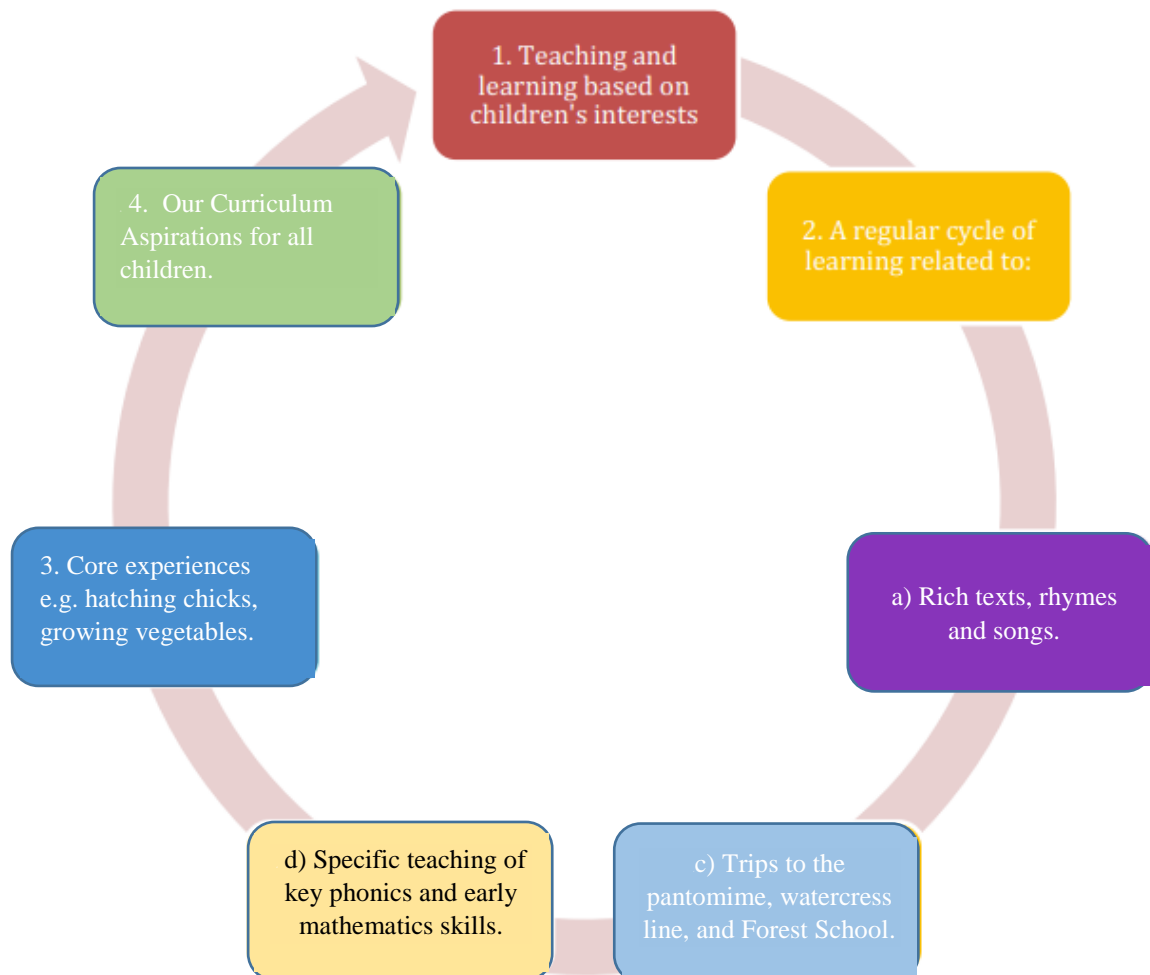 1. Teaching and
learning based on
children's interests
2. A regular cycle of
learning related to:
a) Rich texts, rhymes
and songs.
c) Trips to the
pantomime, watercress
line, and Forest School.
d) Specific teaching of
key phonics and early
mathematics skills.
3. Core experiences
e.g. hatching chicks,
growing vegetables.
. 4. Our Curriculum
Aspirations for all
children.